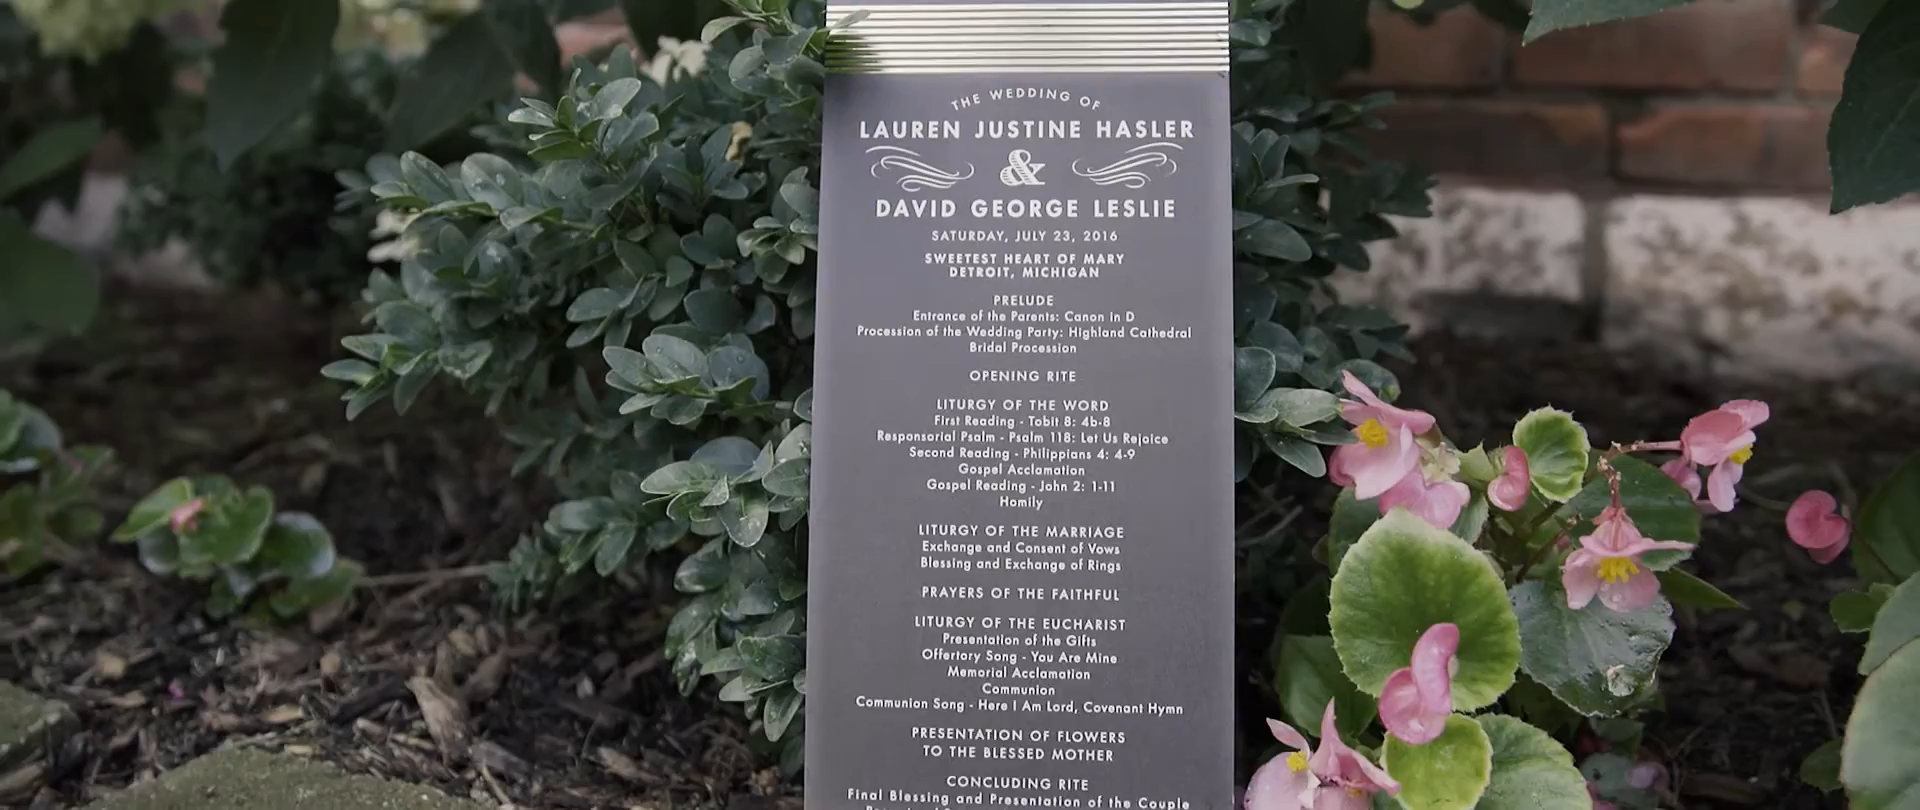 THE WEDDING OF
LAUREN JUSTINE HASLER
&
DAVID GEORGE LESLIE
SATURDAY, JULY 23, 2016
SWEETEST HEART OF MARY
DETROIT, MICHIGAN
PRELUDE
Entrance of the Parents: Canon in D
Procession of the Wedding Party: Highland Cathedral
Bridal Procession
OPENING RITE
LITURGY OF THE WORD
First Reading - Tobit 8: 4b-8
Responsorial Psalm - Psalm 118: Let Us Rejoice
Second Reading - Philippians 4: 4-9
Gospel Acclamation
Gospel Reading - John 2: 1-11
Homily
LITURGY OF THE MARRIAGE
Exchange and Consent of Vows
Blessing and Exchange of Rings
PRAYERS OF THE FAITHFUL
LITURGY OF THE EUCHARIST
Presentation of the Gifts
Offertory Song - You Are Mine
Memorial Acclamation
Communion
Communion Song - Here I Am Lord, Covenant Hymn
PRESENTATION OF FLOWERS
TO THE BLESSED MOTHER
CONCLUDING RITE
Final Blessing and Presentation of the Couple